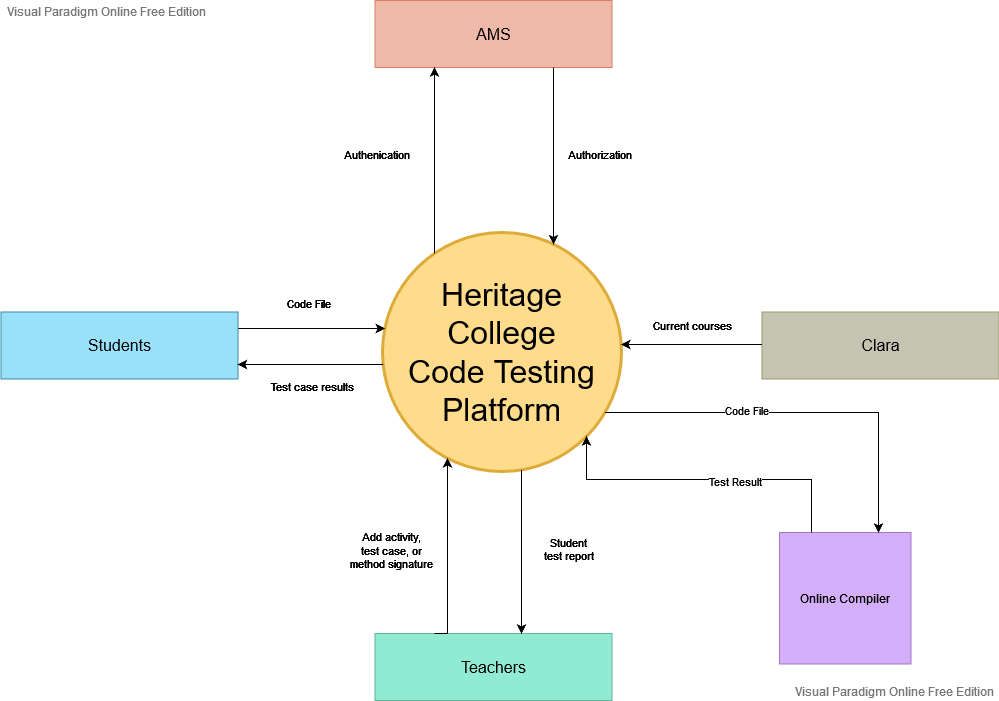 Visual Paradigm Online Free Edition
AMS
Authenication
Authorization
Heritage
College
Code Testing
Platform
Code File
Students
Test case results
Current courses
Clara
Code File
Test Result
Add activity,
test case, or
method signature
Student
test report
Online Compiler
Teachers
Visual Paradigm Online Free Edition